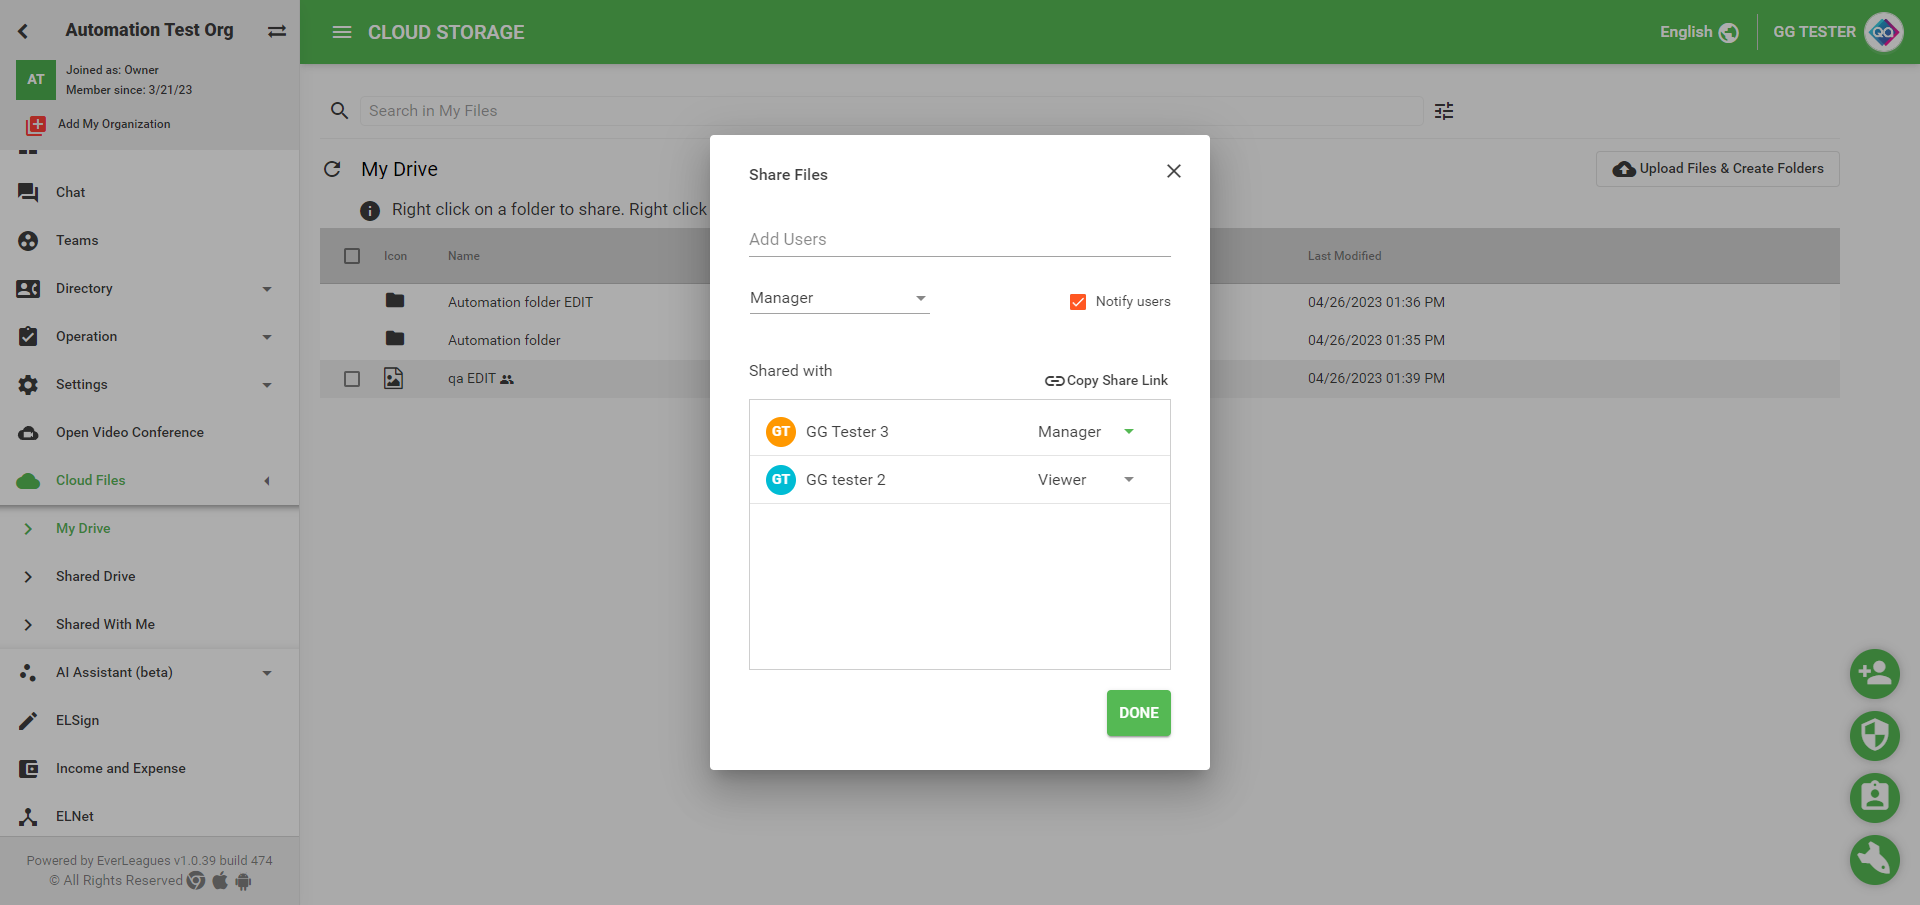 Automation Test Org
AT
Joined as: Owner
Member since: 3/21/23
Add My Organization
Chat
Teams
Directory
Operation
Settings
Open Video Conference
Cloud Files
My Drive
Shared Drive
Shared With Me
AI Assistant (beta)
ELSign
Income and Expense
ELNet
Powered by EverLeagues v1.0.39 build 474
© All Rights Reserved
CLOUD STORAGE
English
GG TESTER
QA
Search in My Files
My Drive
Upload Files & Create Folders
Right click on a folder to share. Right click
Icon Name Last Modified
Automation folder EDIT 04/26/2023 01:36 PM
Automation folder 04/26/2023 01:35 PM
qa EDIT 04/26/2023 01:39 PM
Share Files
Add Users
Manager
Notify users
Shared with
Copy Share Link
GT GG Tester 3 Manager
GT GG tester 2 Viewer
DONE